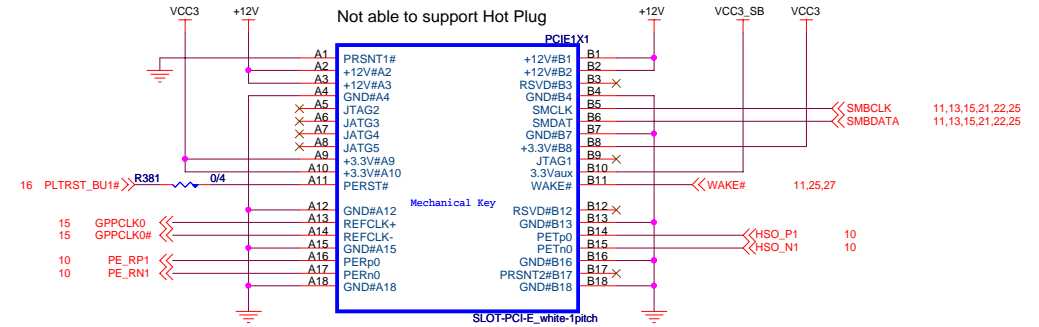 VCC3 +12V Not able to support Hot Plug +12V VCC3_SB VCC3
PCIE1X1
A1 PRSNT1# +12V#B1 B1
A2 +12V#A2 +12V#B2 B2
A3 +12V#A3 RSVD#B3 B3
A4 GND#A4 GND#B4 B4
A5 JTAG2 SMCLK B5 SMBCLK 11,13,15,21,22,25
A6 JATG3 SMDAT B6 SMBDATA 11,13,15,21,22,25
A7 JATG4 GND#B7 B7
A8 JATG5 +3.3V#B8 B8
A9 +3.3V#A9 JTAG1 B9
A10 +3.3V#A10 3.3Vaux B10
16 PLTRST_BU1# R381 0/4 A11 PERST# WAKE# B11 WAKE# 11,25,27
Mechanical Key
A12 GND#A12 RSVD#B12 B12
15 GPPCLK0 A13 REFCLK+ GND#B13 B13
15 GPPCLK0# A14 REFCLK- PETp0 B14 HSO_P1 10
A15 GND#A15 PETn0 B15 HSO_N1 10
10 PE_RP1 A16 PERp0 GND#B16 B16
10 PE_RN1 A17 PERn0 PRSNT2#B17 B17
A18 GND#A18 GND#B18 B18
SLOT-PCI-E_white-1pitch